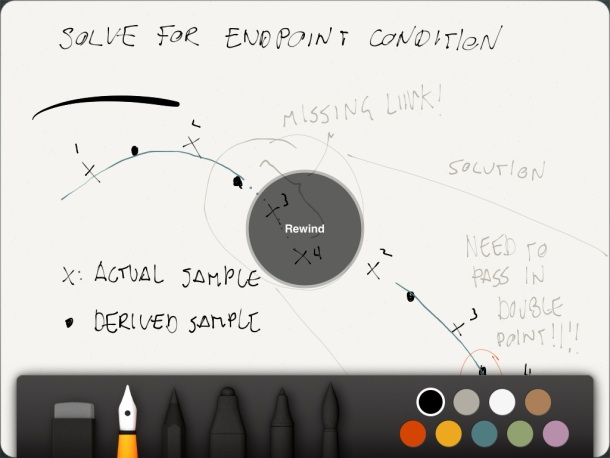 SOLVE FOR ENDPOINT CONDITION
MISSING LINK!
1
2
SOLUTION
3
Rewind
4
2
NEED TO
PASS IN
DOUBLE
POINT!!!!
X: ACTUAL SAMPLE
3
• DERIVED SAMPLE